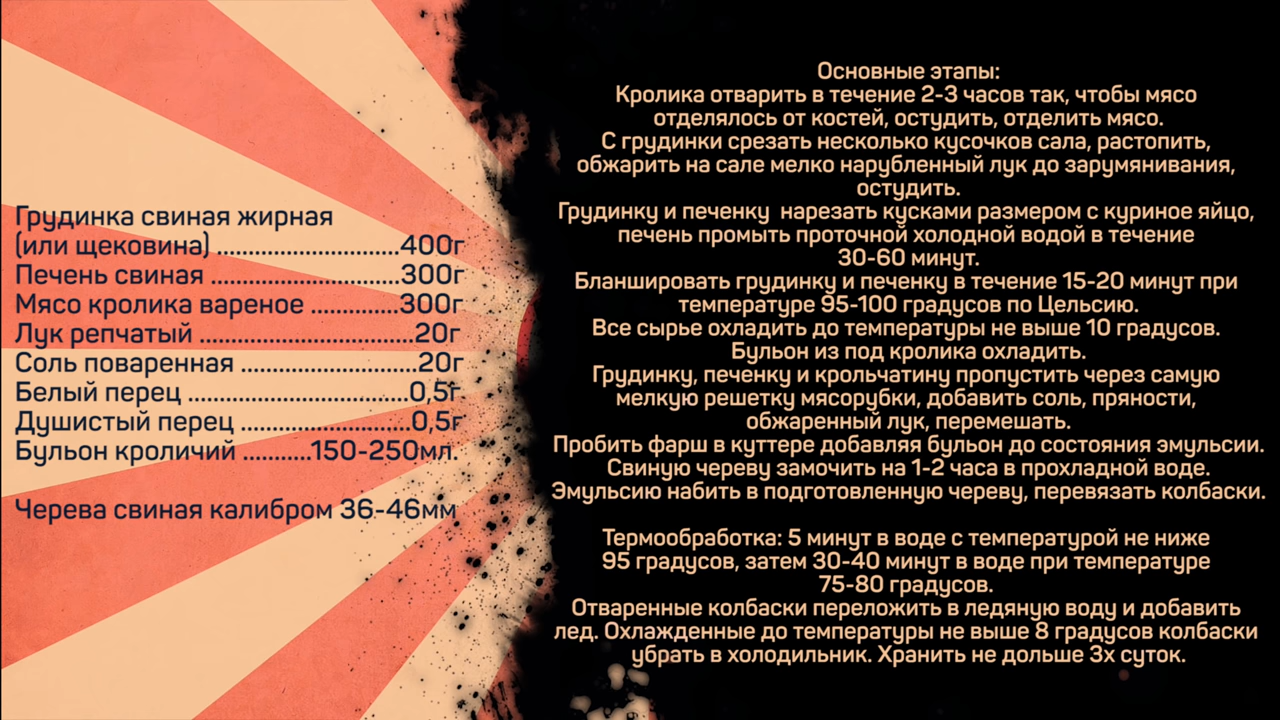 Грудинка свиная жирная
(или щековина) ..............................400г
Печень свиная ...............................300г
Мясо кролика вареное ..............300г
Лук репчатый ...................................20г
Соль поваренная .............................20г
Белый перец ....................................0,5г
Душистый перец ............................0,5г
Бульон кроличий ...........150-250мл.
Черева свиная калибром 36-46мм
Основные этапы:
Кролика отварить в течение 2-3 часов так, чтобы мясо
отделялось от костей, остудить, отделить мясо.
С грудинки срезать несколько кусочков сала, растопить,
обжарить на сале мелко нарубленный лук до зарумянивания,
остудить.
Грудинку и печенку  нарезать кусками размером с куриное яйцо,
печень промыть проточной холодной водой в течение
30-60 минут.
Бланшировать грудинку и печенку в течение 15-20 минут при
температуре 95-100 градусов по Цельсию.
Все сырье охладить до температуры не выше 10 градусов.
Бульон из под кролика охладить.
Грудинку, печенку и крольчатину пропустить через самую
мелкую решетку мясорубки, добавить соль, пряности,
обжаренный лук, перемешать.
Пробить фарш в куттере добавляя бульон до состояния эмульсии.
Свиную череву замочить на 1-2 часа в прохладной воде.
Эмульсию набить в подготовленную череву, перевязать колбаски.
Термообработка: 5 минут в воде с температурой не ниже
95 градусов, затем 30-40 минут в воде при температуре
75-80 градусов.
Отваренные колбаски переложить в ледяную воду и добавить
лед. Охлажденные до температуры не выше 8 градусов колбаски
убрать в холодильник. Хранить не дольше 3х суток.